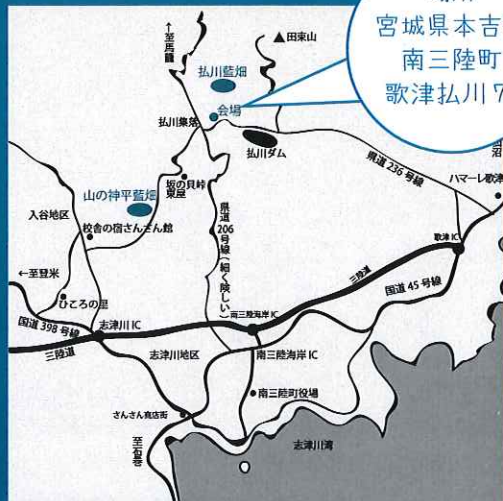 宮城県本吉
南三陸町
歌津払川7
←至馬籠
▲田束山
払川藍畑
会場
払川集落
払川ダム
県道236号線
ハマーレ歌津
坂の貝峠
東屋
山の神平藍畑
入谷地区
校舎の宿さんさん館
県道206号線(細く険しい)
歌津IC
三陸道
国道45号線
←至登米
ひころの里
国道398号線
志津川IC
南三陸海岸IC
三陸道
志津川地区
南三陸海岸IC
南三陸町役場
さんさん商店街
至石巻
志津川湾